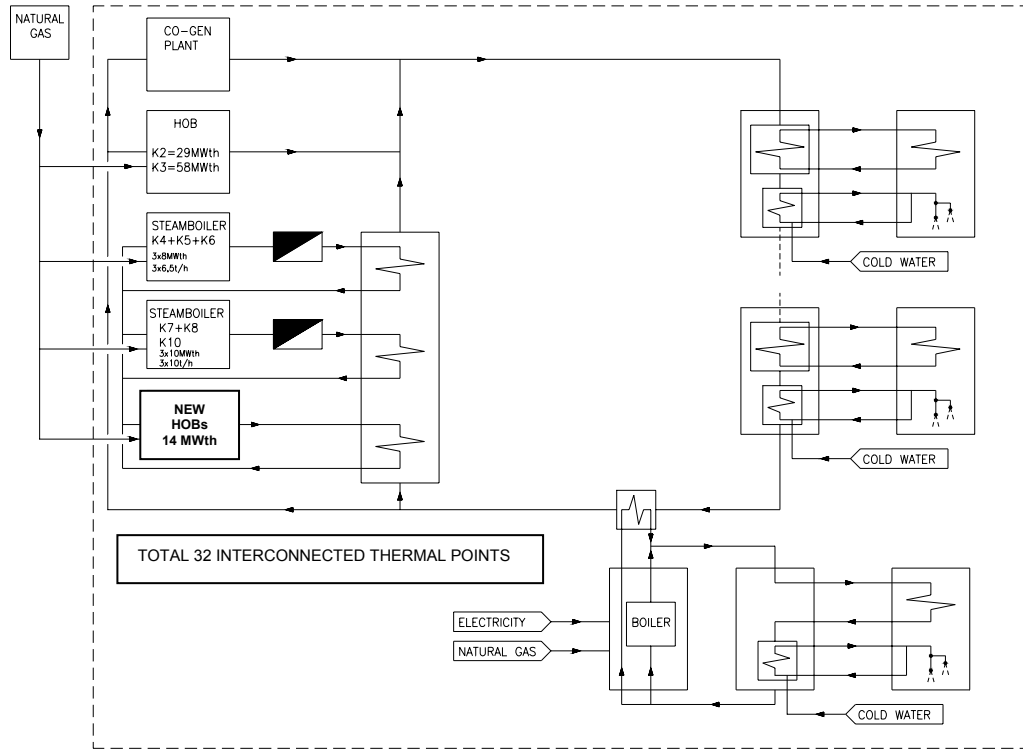 NATURAL
GAS
CO-GEN
PLANT
HOB
K2=29MWth
K3=58MWth
STEAMBOILER
K4+K5+K6
3x8MWth
3x6,5t/h
STEAMBOILER
K7+K8
K10
3x10MWth
3x10t/h
NEW
HOBs
14 MWth
COLD WATER
COLD WATER
TOTAL 32 INTERCONNECTED THERMAL POINTS
ELECTRICITY
NATURAL GAS
BOILER
COLD WATER